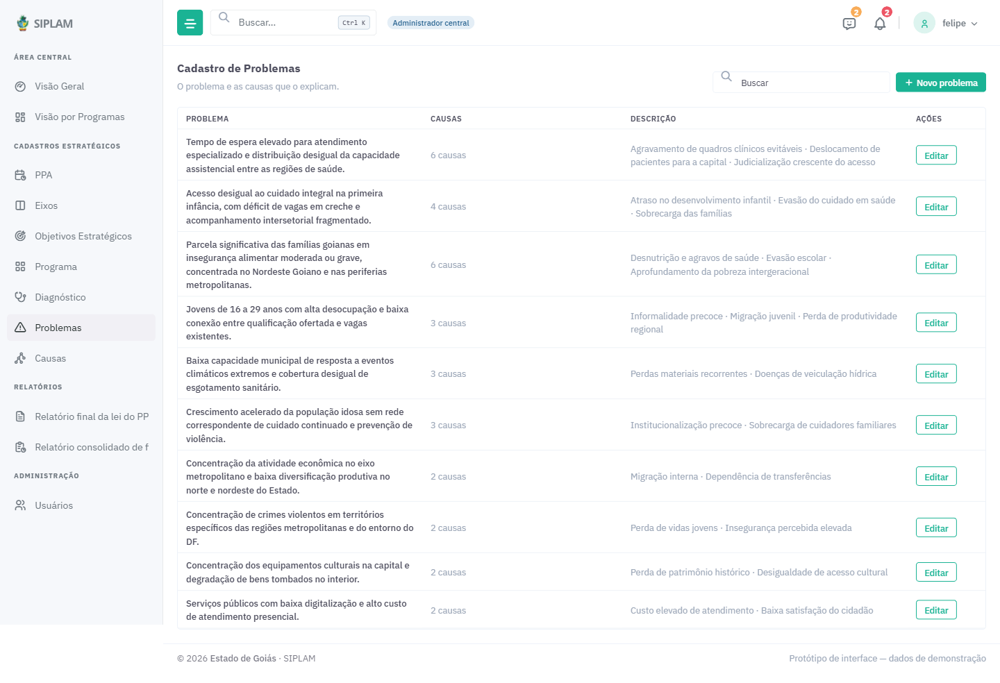 SIPLAM
ÁREA CENTRAL
Visão Geral
Visão por Programas
CADASTROS ESTRATÉGICOS
PPA
Eixos
Objetivos Estratégicos
Programa
Diagnóstico
Problemas
Causas
RELATÓRIOS
Relatório final da lei do PP
Relatório consolidado de f
ADMINISTRAÇÃO
Usuários
Buscar...
Ctrl K
Administrador central
2
2
felipe
Cadastro de Problemas
O problema e as causas que o explicam.
Buscar
+ Novo problema
PROBLEMA CAUSAS DESCRIÇÃO AÇÕES
Tempo de espera elevado para atendimento
especializado e distribuição desigual da capacidade
assistencial entre as regiões de saúde.
6 causas
Agravamento de quadros clínicos evitáveis · Deslocamento de
pacientes para a capital · Judicialização crescente do acesso
Editar
Acesso desigual ao cuidado integral na primeira
infância, com déficit de vagas em creche e
acompanhamento intersetorial fragmentado.
4 causas
Atraso no desenvolvimento infantil · Evasão do cuidado em saúde
· Sobrecarga das famílias
Editar
Parcela significativa das famílias goianas em
insegurança alimentar moderada ou grave,
concentrada no Nordeste Goiano e nas periferias
metropolitanas.
6 causas
Desnutrição e agravos de saúde · Evasão escolar ·
Aprofundamento da pobreza intergeracional
Editar
Jovens de 16 a 29 anos com alta desocupação e baixa
conexão entre qualificação ofertada e vagas
existentes.
3 causas
Informalidade precoce · Migração juvenil · Perda de produtividade
regional
Editar
Baixa capacidade municipal de resposta a eventos
climáticos extremos e cobertura desigual de
esgotamento sanitário.
3 causas
Perdas materiais recorrentes · Doenças de veiculação hídrica
Editar
Crescimento acelerado da população idosa sem rede
correspondente de cuidado continuado e prevenção de
violência.
3 causas
Institucionalização precoce · Sobrecarga de cuidadores familiares
Editar
Concentração da atividade econômica no eixo
metropolitano e baixa diversificação produtiva no
norte e nordeste do Estado.
2 causas
Migração interna · Dependência de transferências
Editar
Concentração de crimes violentos em territórios
específicos das regiões metropolitanas e do entorno do
DF.
2 causas
Perda de vidas jovens · Insegurança percebida elevada
Editar
Concentração dos equipamentos culturais na capital e
degradação de bens tombados no interior.
2 causas
Perda de patrimônio histórico · Desigualdade de acesso cultural
Editar
Serviços públicos com baixa digitalização e alto custo
de atendimento presencial.
2 causas
Custo elevado de atendimento · Baixa satisfação do cidadão
Editar
© 2026 Estado de Goiás · SIPLAM
Protótipo de interface — dados de demonstração